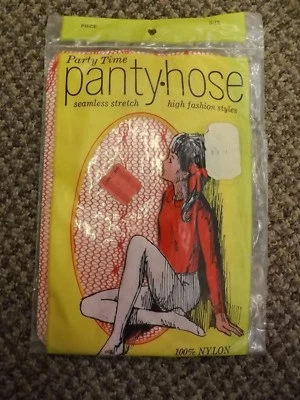 PRICE SIZE
Party Time
panty•hose
seamless stretch high fashion styles
100% NYLON